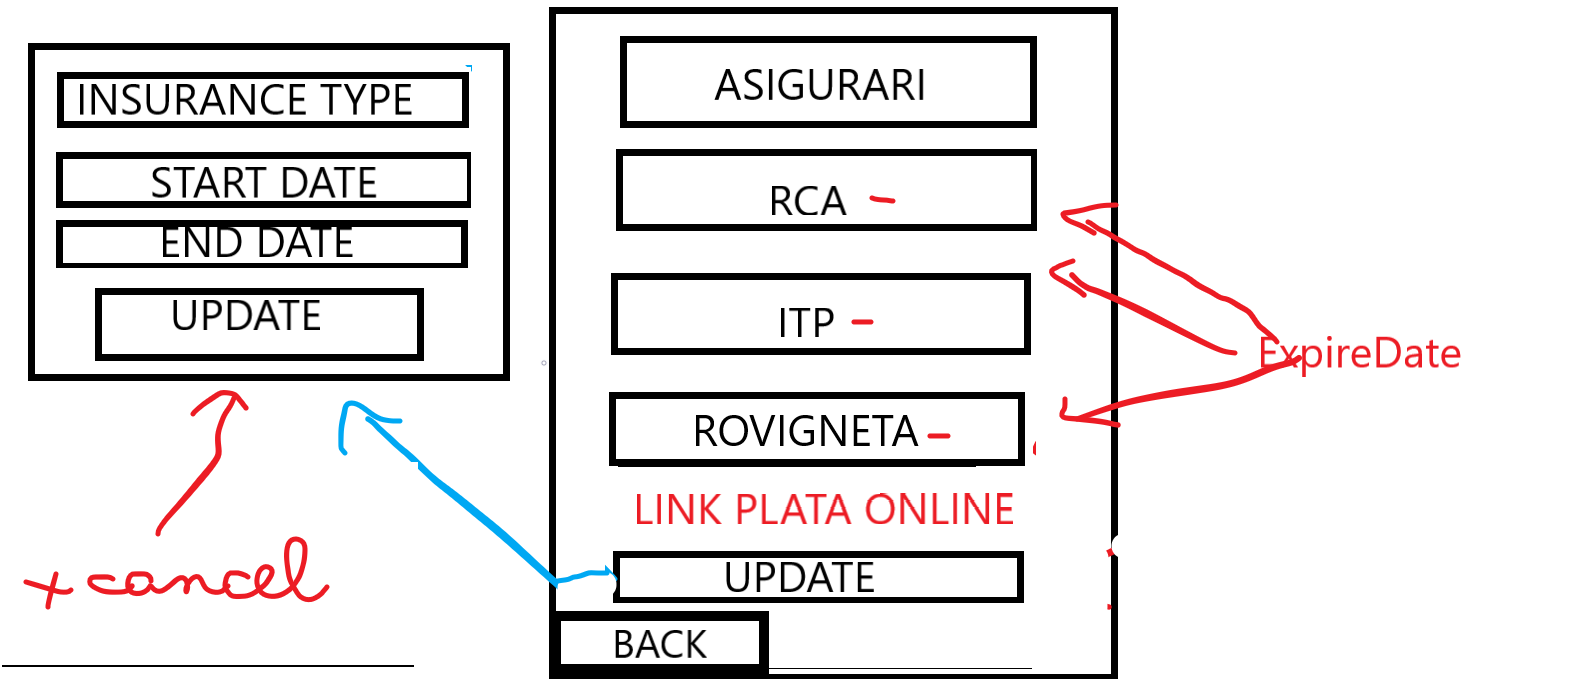 INSURANCE TYPE
START DATE
END DATE
UPDATE
+ cancel
ASIGURARI
RCA -
ITP -
ROVIGNETA -
LINK PLATA ONLINE
UPDATE
BACK
ExpireDate